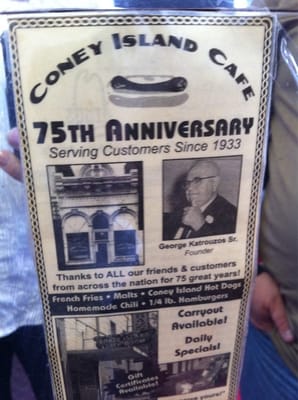 CONEY ISLAND CAFE
75TH ANNIVERSARY
Serving Customers Since 1933
George Katrouzos Sr.
Founder
Thanks to ALL our friends & customers
from across the nation for 75 great years!
French Fries • Malts • Coney Island Hot Dogs
Homemade Chili • 1/4 lb. Hamburgers
Carryout
Available!
Daily
Specials!
Gift
Certificates
Available!